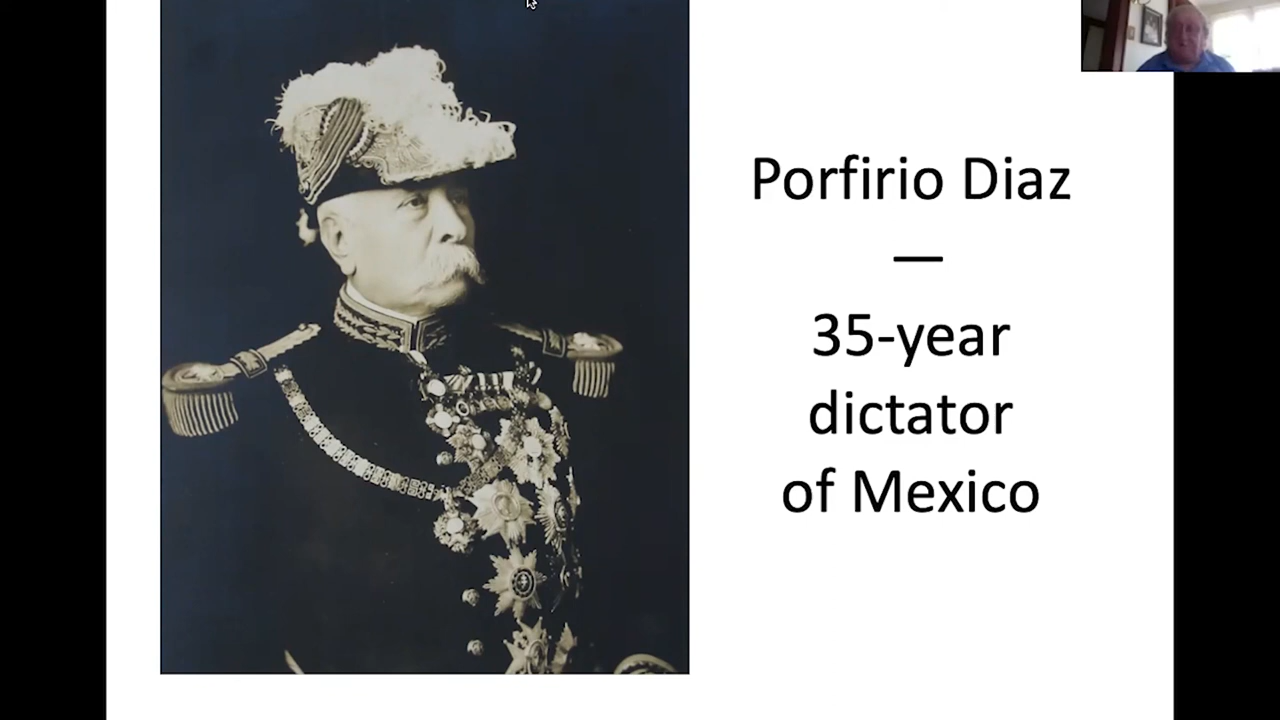 Porfirio Diaz
—
35-year
dictator
of Mexico